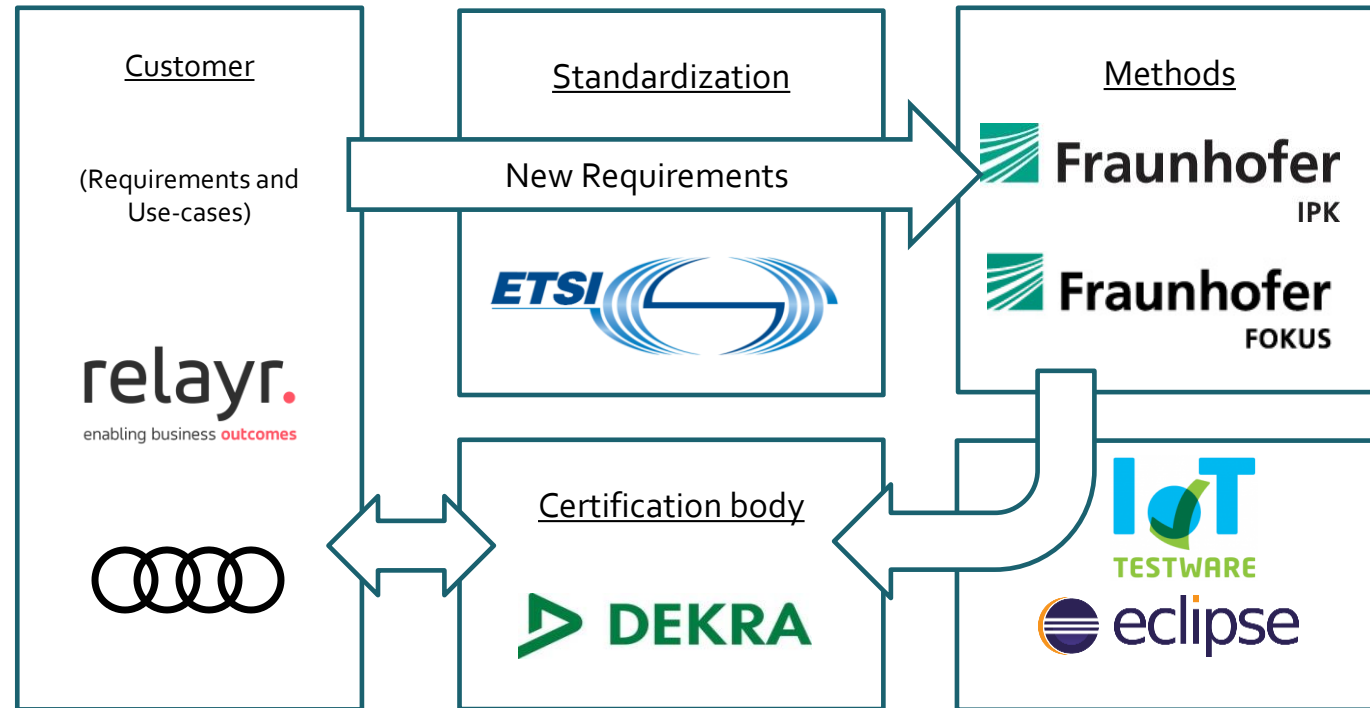 Customer
(Requirements and
Use-cases)
relayr.
enabling business outcomes
Standardization
New Requirements
ETSI
Methods
Fraunhofer
IPK
Fraunhofer
FOKUS
Certification body
DEKRA
IoT
TESTWARE
eclipse